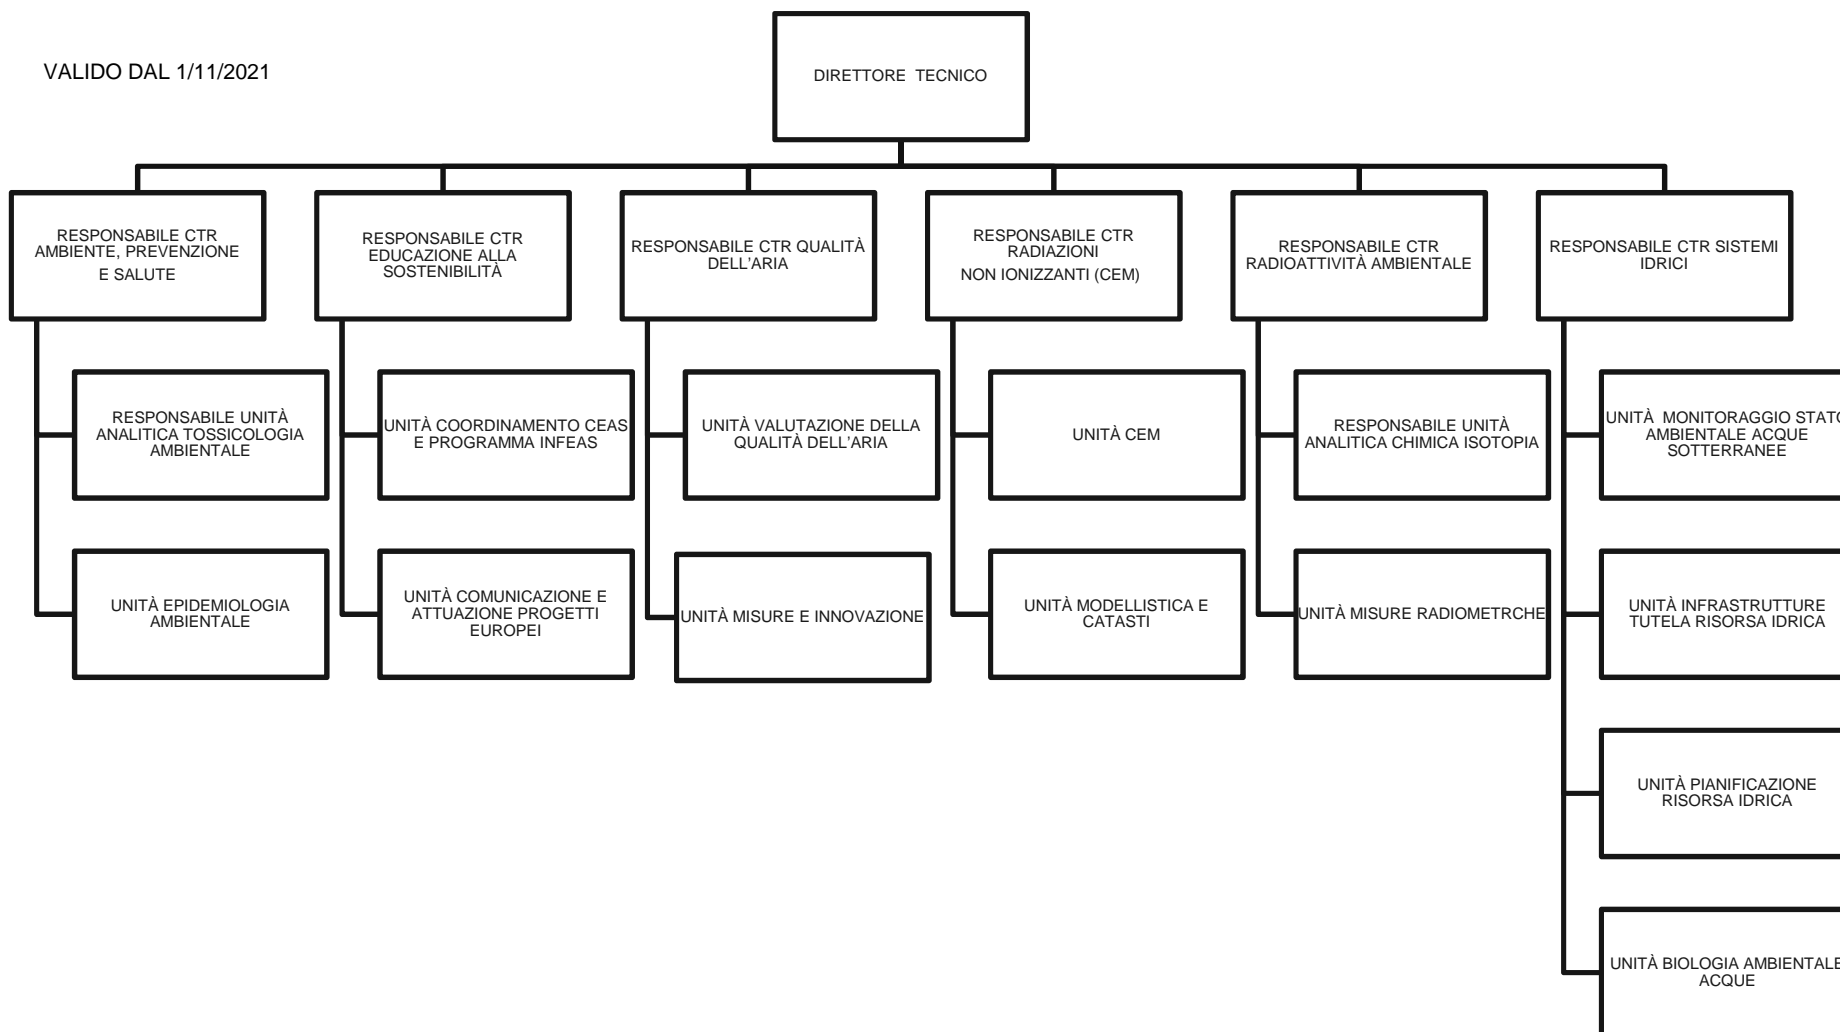 VALIDO DAL 1/11/2021
DIRETTORE TECNICO
RESPONSABILE CTR
AMBIENTE, PREVENZIONE
E SALUTE
RESPONSABILE CTR
EDUCAZIONE ALLA
SOSTENIBILITÀ
RESPONSABILE CTR QUALITÀ
DELL'ARIA
RESPONSABILE CTR
RADIAZIONI
NON IONIZZANTI (CEM)
RESPONSABILE CTR
RADIOATTIVITÀ AMBIENTALE
RESPONSABILE CTR SISTEMI
IDRICI
RESPONSABILE UNITÀ
ANALITICA TOSSICOLOGIA
AMBIENTALE
UNITÀ COORDINAMENTO CEAS
E PROGRAMMA INFEAS
UNITÀ VALUTAZIONE DELLA
QUALITÀ DELL'ARIA
UNITÀ CEM
RESPONSABILE UNITÀ
ANALITICA CHIMICA ISOTOPIA
UNITÀ MONITORAGGIO STATO
AMBIENTALE ACQUE
SOTTERRANEE
UNITÀ EPIDEMIOLOGIA
AMBIENTALE
UNITÀ COMUNICAZIONE E
ATTUAZIONE PROGETTI
EUROPEI
UNITÀ MISURE E INNOVAZIONE
UNITÀ MODELLISTICA E
CATASTI
UNITÀ MISURE RADIOMETRCHE
UNITÀ INFRASTRUTTURE
TUTELA RISORSA IDRICA
UNITÀ PIANIFICAZIONE
RISORSA IDRICA
UNITÀ BIOLOGIA AMBIENTALE
ACQUE